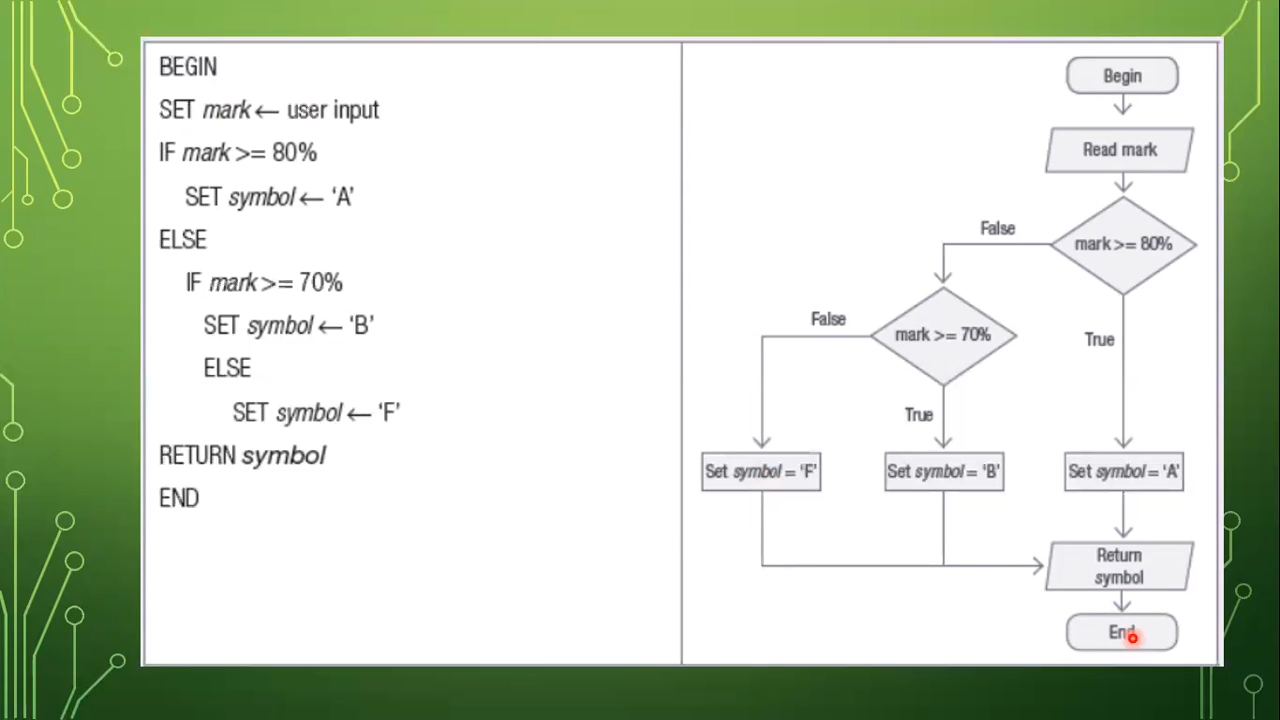 BEGIN
SET mark ← user input
IF mark >= 80%
SET symbol ← ‘A’
ELSE
IF mark >= 70%
SET symbol ← ‘B’
ELSE
SET symbol ← ‘F’
RETURN symbol
END
Begin
Read mark
mark >= 80%
False
mark >= 70%
False
True
True
Set symbol = ‘F’
Set symbol = ‘B’
Set symbol = ‘A’
Return
symbol
End